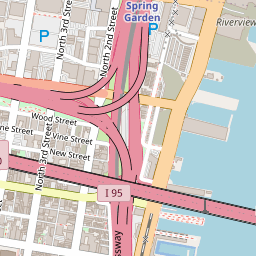 Spring
Garden
P
P
Riverview
North 3rd Street
North 2nd Street
Wood Street
Vine Street
New Street
North 3rd Street
I 95